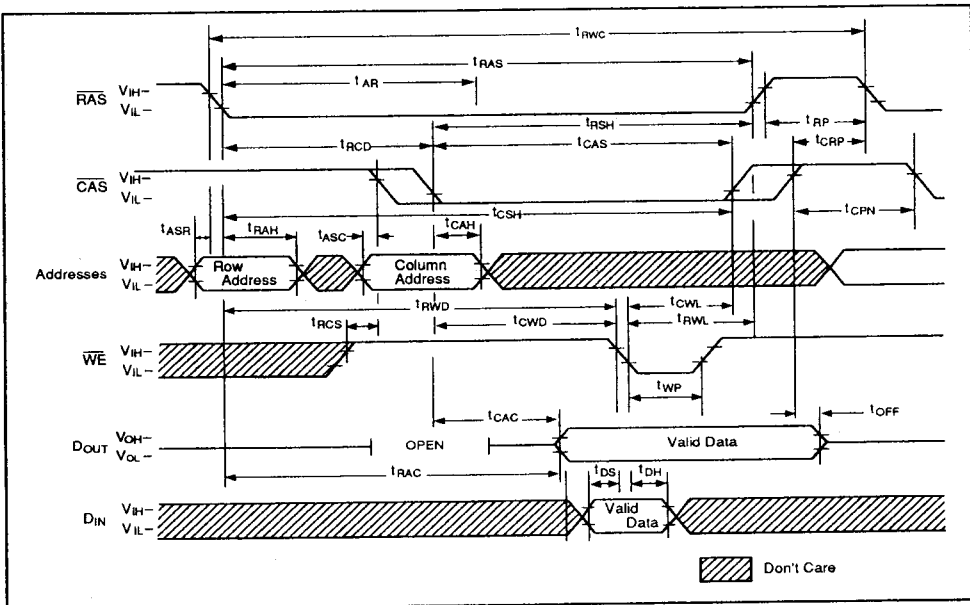 tRWC
tRAS
tAR
RAS
VIH
VIL
tRSH
tRP
tRCD
tCAS
tCRP
CAS
VIH
VIL
tCSH
tCPN
tASR
tRAH
tASC
tCAH
Addresses
VIH
VIL
Row
Address
Column
Address
tRWD
tCWL
tRCS
tCWD
tRWL
WE
VIH
VIL
tWP
tCAC
tOFF
DOUT
VOH
VOL
OPEN
Valid Data
tRAC
tDS
tDH
DIN
VIH
VIL
Valid
Data
Don't Care